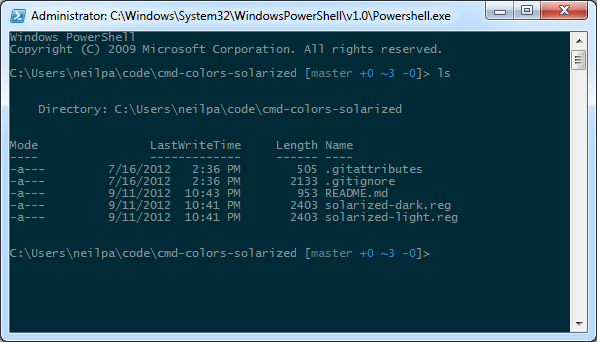 Administrator: C:\Windows\System32\WindowsPowerShell\v1.0\Powershell.exe
Windows PowerShell
Copyright (C) 2009 Microsoft Corporation. All rights reserved.
C:\Users\neilpa\code\cmd-colors-solarized [master +0 ~3 -0]> ls
Directory: C:\Users\neilpa\code\cmd-colors-solarized
Mode LastWriteTime Length Name
---- ------------- ------ ----
-a--- 7/16/2012 2:36 PM 505 .gitattributes
-a--- 7/16/2012 2:36 PM 2133 .gitignore
-a--- 9/11/2012 10:43 PM 953 README.md
-a--- 9/11/2012 10:41 PM 2403 solarized-dark.reg
-a--- 9/11/2012 10:41 PM 2403 solarized-light.reg
C:\Users\neilpa\code\cmd-colors-solarized [master +0 ~3 -0]>